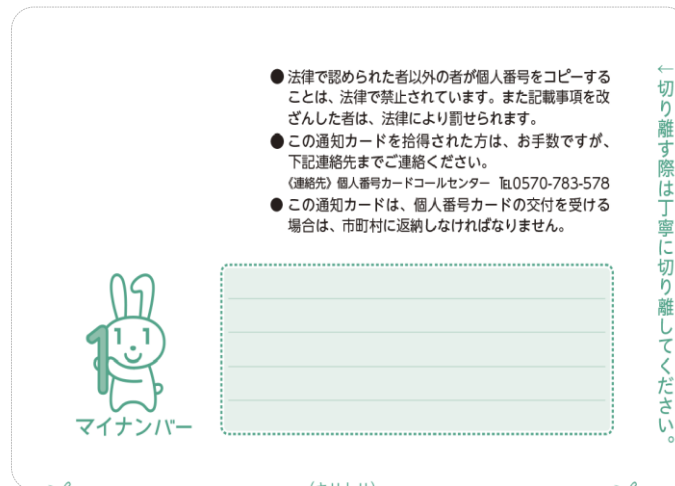 ● 法律で認められた者以外の者が個人番号をコピーする
ことは、法律で禁止されています。また記載事項を改
ざんした者は、法律により罰せられます。
● この通知カードを拾得された方は、お手数ですが、
下記連絡先までご連絡ください。
《連絡先》個人番号カードコールセンター ℡0570-783-578
● この通知カードは、個人番号カードの交付を受ける
場合は、市町村に返納しなければなりません。
←切り離す際は丁寧に切り離してください。
1
マイナンバー